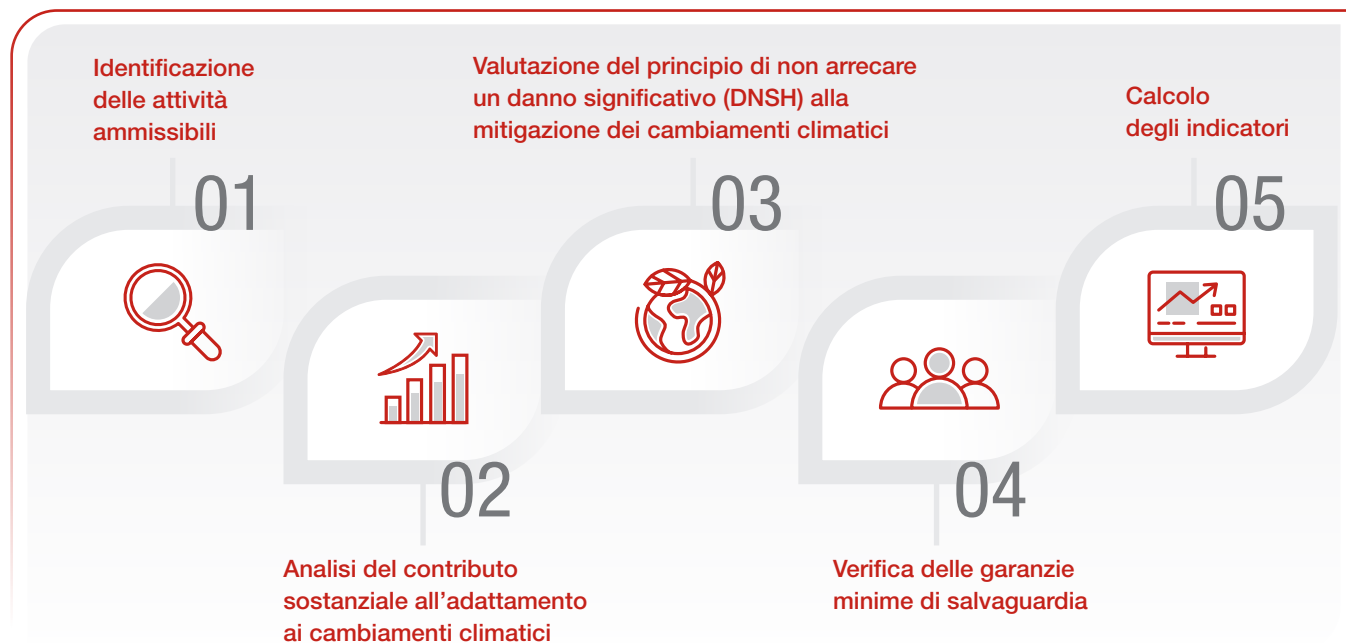 Identificazione
delle attività
ammissibili
01
02
Analisi del contributo
sostanziale all’adattamento
ai cambiamenti climatici
Valutazione del principio di non arrecare
un danno significativo (DNSH) alla
mitigazione dei cambiamenti climatici
03
04
Verifica delle garanzie
minime di salvaguardia
Calcolo
degli indicatori
05